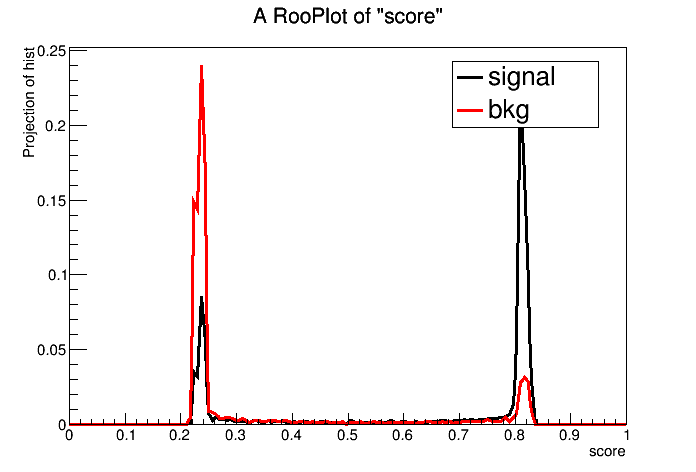 A RooPlot of "score"
Projection of hist
0.25
0.2
0.15
0.1
0.05
0
signal
bkg
0 0.1 0.2 0.3 0.4 0.5 0.6 0.7 0.8 0.9 1
score